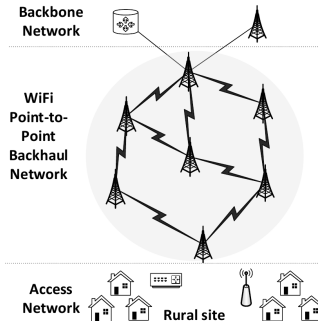 Backbone
Network
WiFi
Point-to-
Point
Backhaul
Network
Access
Network
Rural site